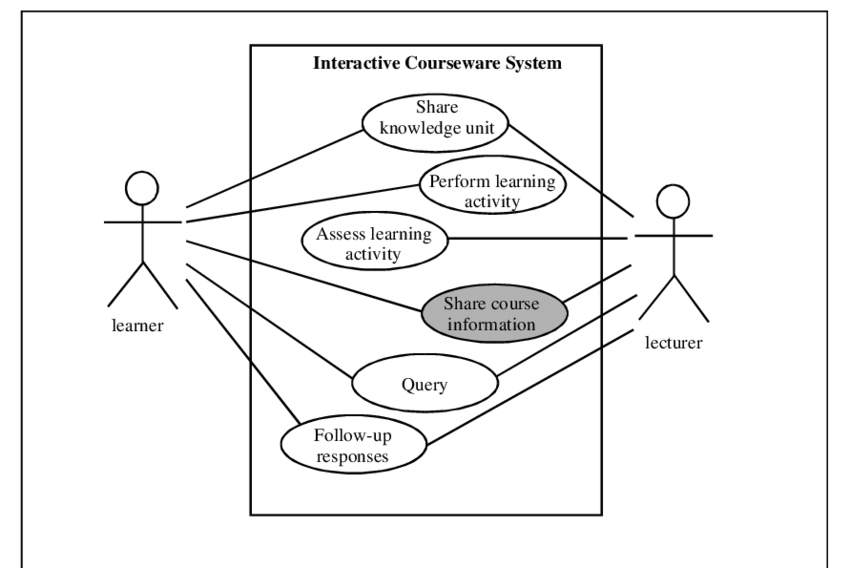 Interactive Courseware System
Share
knowledge unit
Perform learning
activity
Assess learning
activity
Share course
information
Query
Follow-up
responses
learner
lecturer